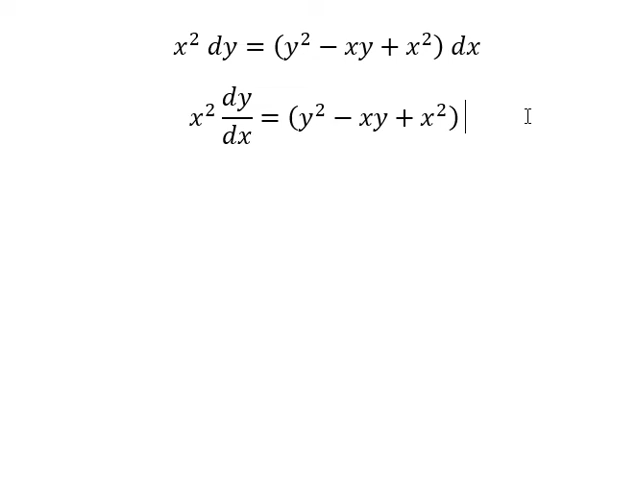 x² dy = (y² − xy + x²) dx
x² dy/dx = (y² − xy + x²)